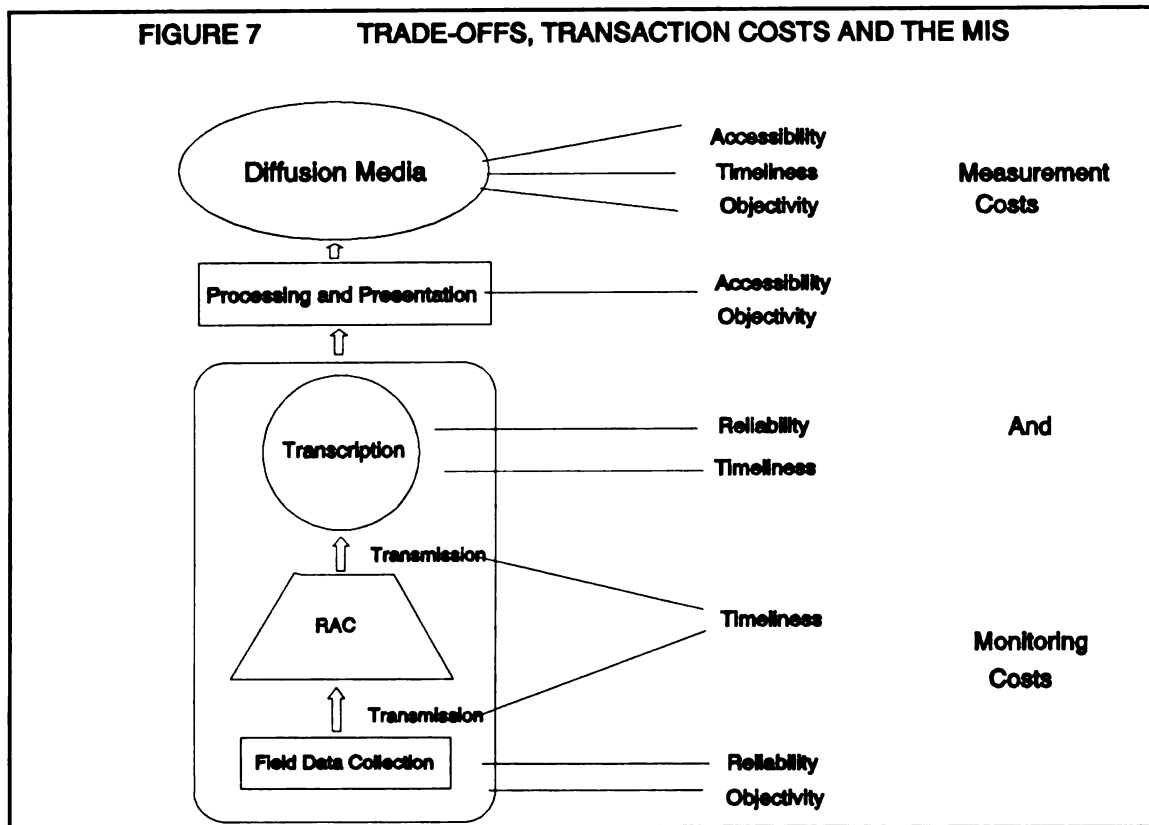 FIGURE 7 TRADE-OFFS, TRANSACTION COSTS AND THE MIS
Diffusion Media
Accessibility
Timeliness
Objectivity
Measurement
Costs
Processing and Presentation
Accessibility
Objectivity
Transcription
Reliability
Timeliness
And
Transmission
RAC
Timeliness
Monitoring
Costs
Transmission
Field Data Collection
Reliability
Objectivity